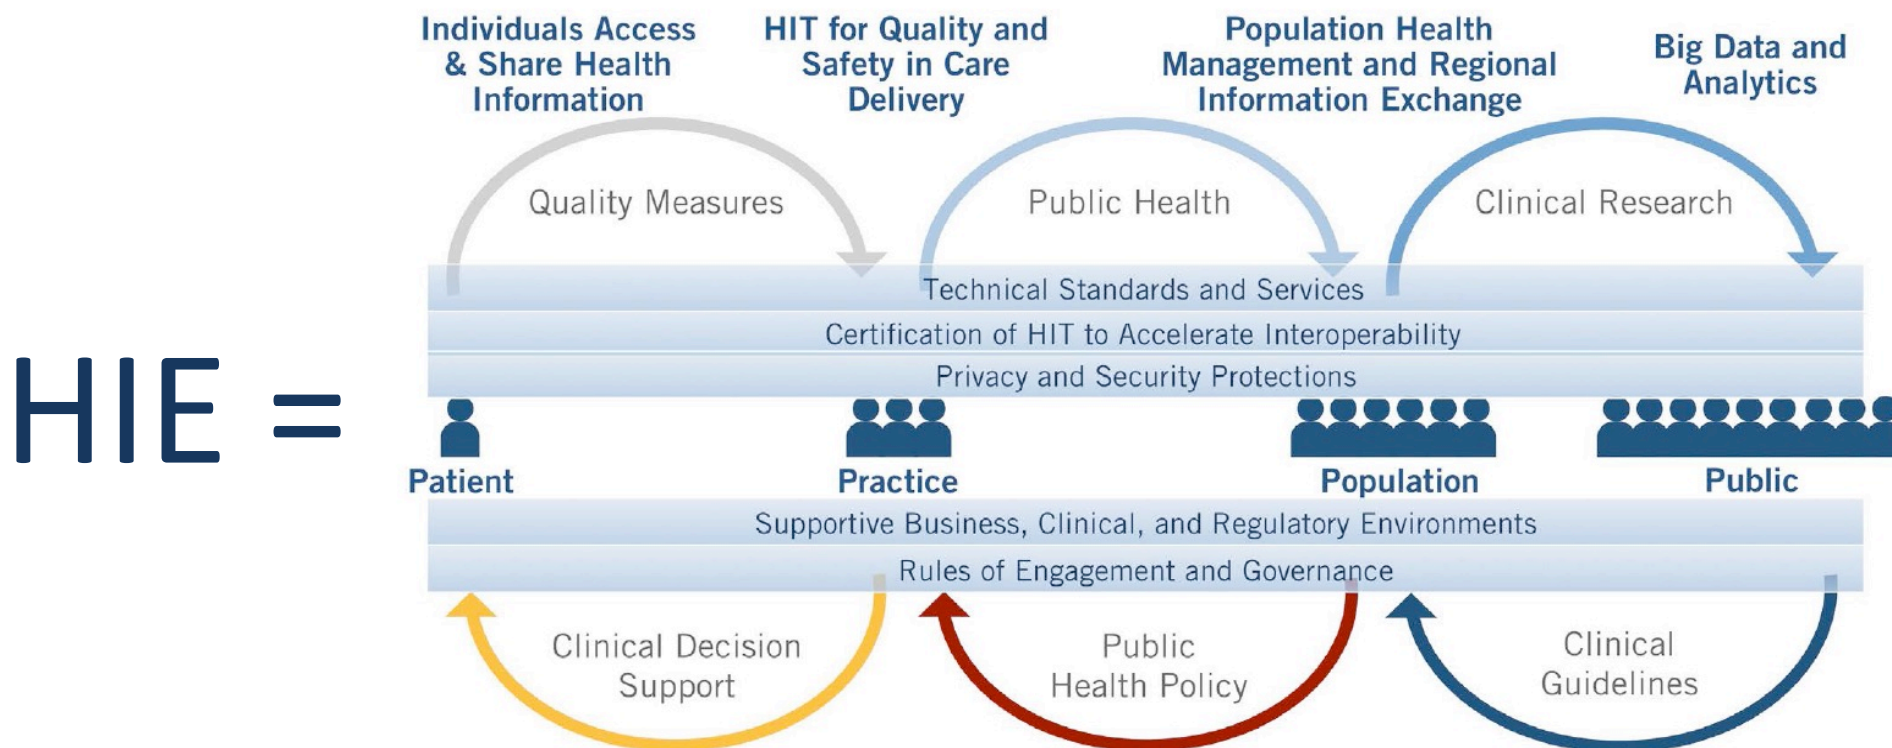 Individuals Access
& Share Health
Information
HIT for Quality and
Safety in Care
Delivery
Population Health
Management and Regional
Information Exchange
Big Data and
Analytics
Quality Measures
Public Health
Clinical Research
Technical Standards and Services
Certification of HIT to Accelerate Interoperability
Privacy and Security Protections
HIE =
Patient
Practice
Population
Public
Supportive Business, Clinical, and Regulatory Environments
Rules of Engagement and Governance
Clinical Decision
Support
Public
Health Policy
Clinical
Guidelines